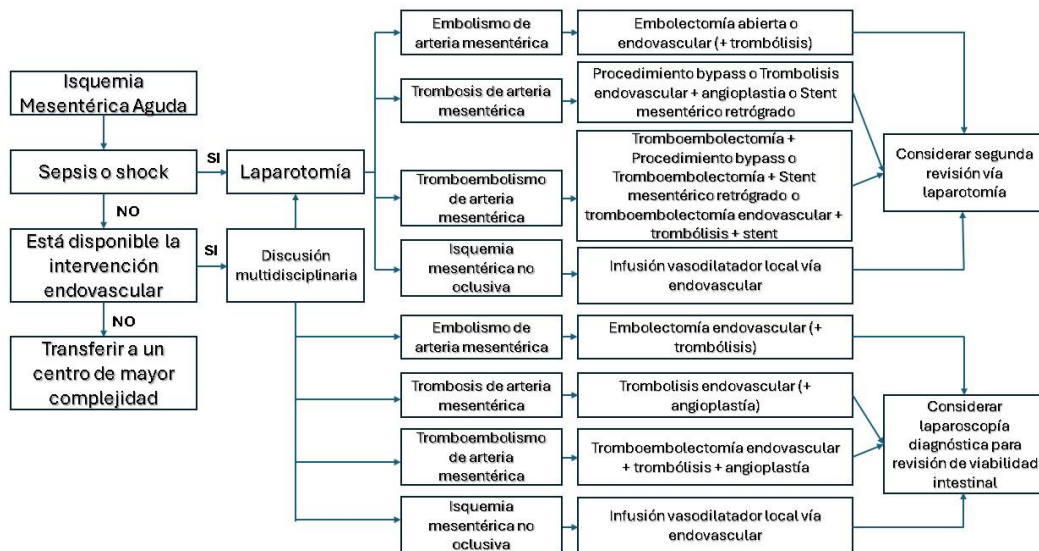 Isquemia
Mesentérica Aguda
Sepsis o shock
SI
NO
Está disponible la
intervención
endovascular
SI
NO
Transferir a un
centro de mayor
complejidad
Laparotomía
Discusión
multidisciplinaria
Embolismo de
arteria mesentérica
Embolectomía abierta o
endovascular (+ trombólisis)
Trombosis de arteria
mesentérica
Procedimiento bypass o Trombolisis
endovascular + angioplastia o Stent
mesentérico retrógrado
Tromboembolismo
de arteria
mesentérica
Tromboembolectomía +
Procedimiento bypass o
Tromboembolectomía + Stent
mesentérico retrógrado o
tromboembolectomía endovascular +
trombólisis + stent
Isquemia
mesentérica no
oclusiva
Infusión vasodilatador local vía
endovascular
Considerar segunda
revisión vía
laparotomía
Embolismo de
arteria mesentérica
Embolectomía endovascular (+
trombólisis)
Trombosis de arteria
mesentérica
Trombolisis endovascular (+
angioplastía)
Tromboembolismo
de arteria
mesentérica
Tromboembolectomía endovascular
+ trombólisis + angioplastía
Isquemia
mesentérica no
oclusiva
Infusión vasodilatador local vía
endovascular
Considerar
laparoscopía
diagnóstica para
revisión de viabilidad
intestinal